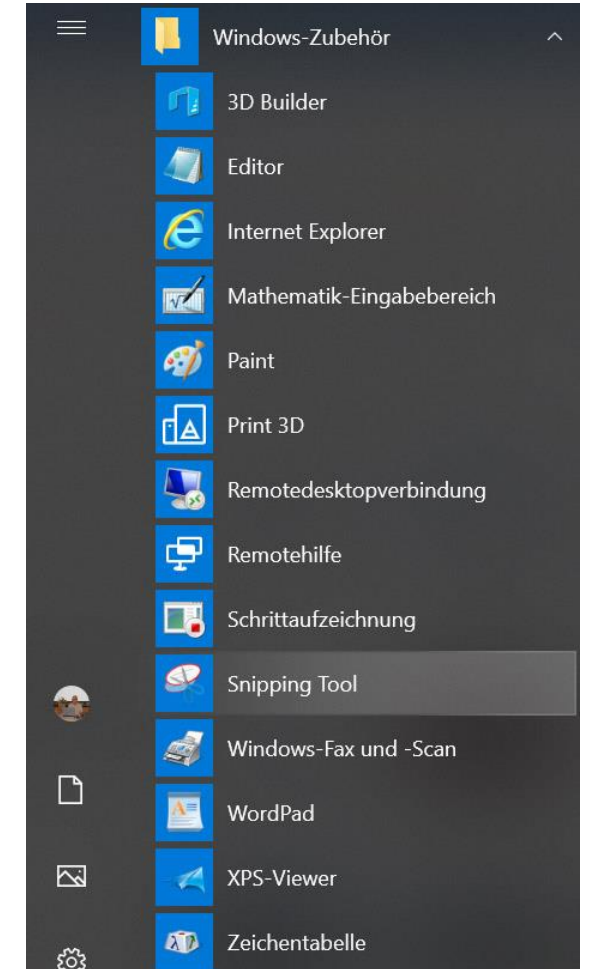 Windows-Zubehör
3D Builder
Editor
Internet Explorer
Mathematik-Eingabebereich
Paint
Print 3D
Remotedesktopverbindung
Remotehilfe
Schrittaufzeichnung
Snipping Tool
Windows-Fax und -Scan
WordPad
XPS-Viewer
Zeichentabelle